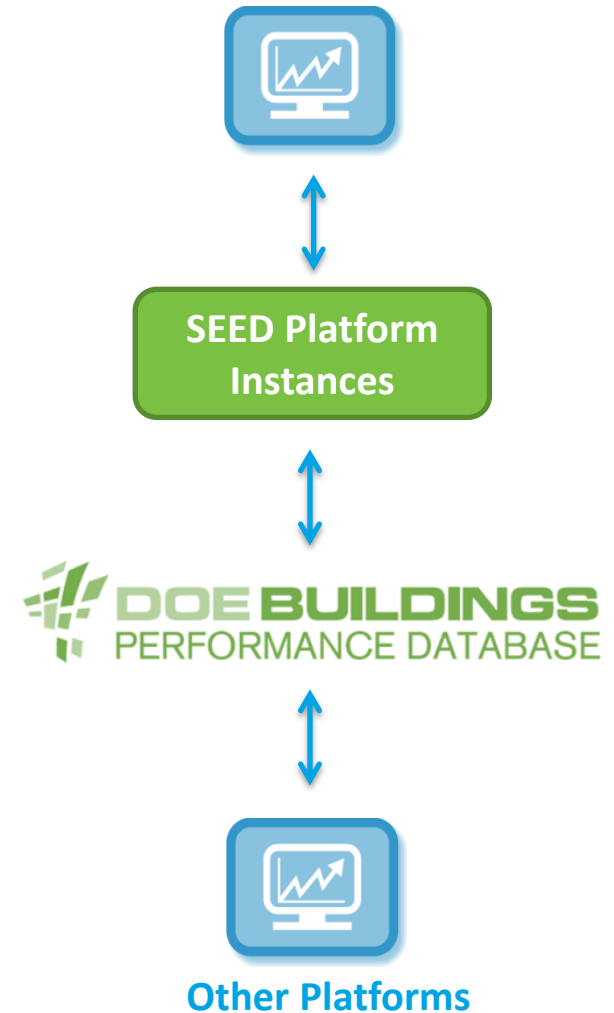 SEED Platform
Instances
DOE BUILDINGS
PERFORMANCE DATABASE
Other Platforms